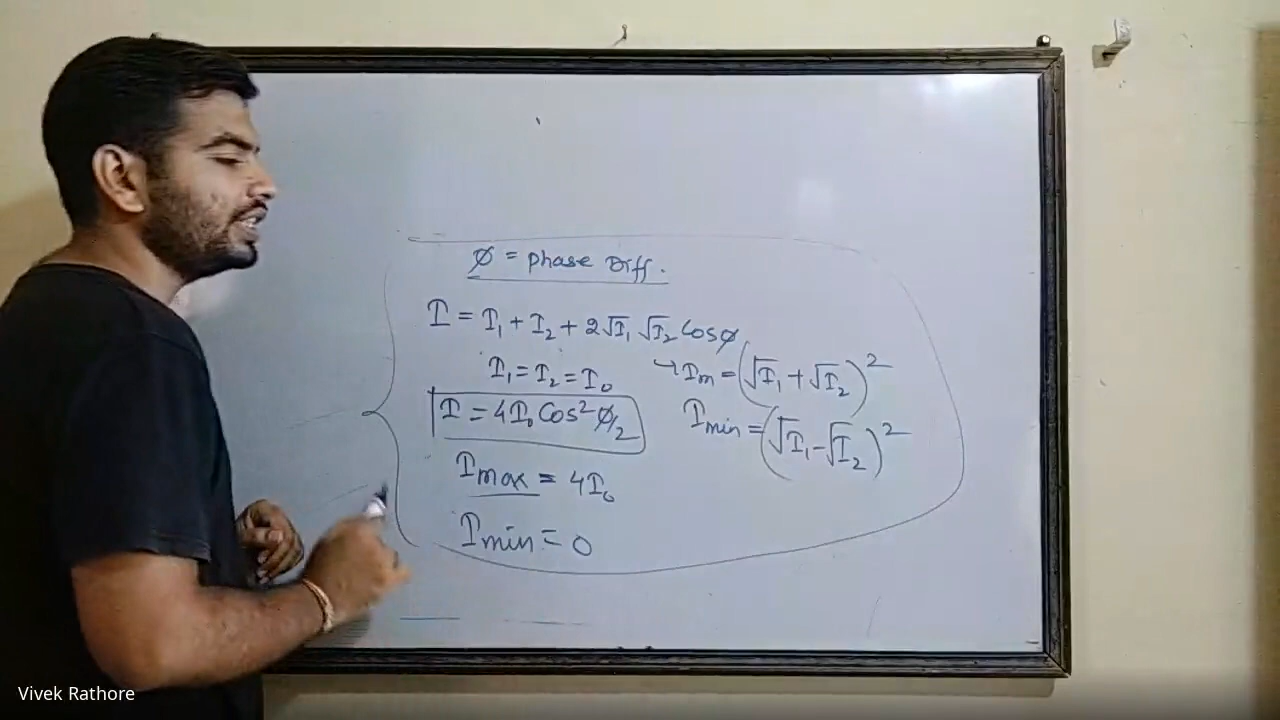 φ = phase Diff.
I = I₁ + I₂ + 2√I₁ √I₂ Cosφ
I₁ = I₂ = I₀
→ Im = (√I₁ + √I₂)²
I = 4I₀ Cos² φ/2
Imin = (√I₁ - √I₂)²
Imax = 4I₀
Imin = 0
Vivek Rathore